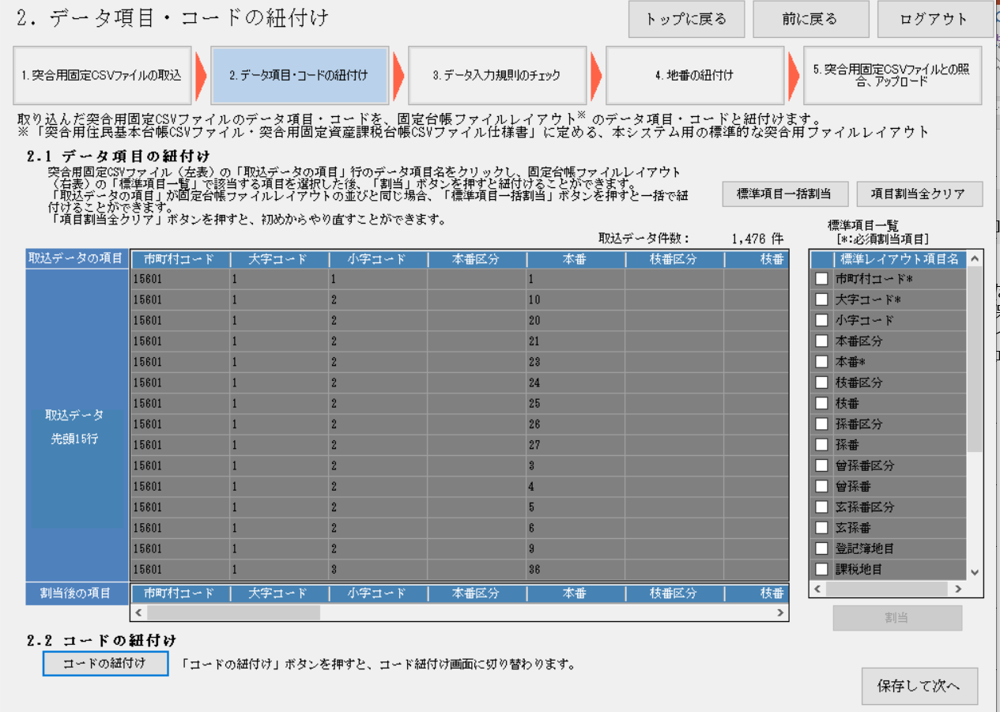 2. データ項目・コードの紐付け
トップに戻る
前に戻る
ログアウト
1.突合用固定CSVファイルの取込
2.データ項目・コードの紐付け
3.データ入力規則のチェック
4.地番の紐付け
5.突合用固定CSVファイルとの照
合、アップロード
取り込んだ突合用固定CSVファイルのデータ項目・コードを、固定台帳ファイルレイアウト※ のデータ項目・コードと紐付けます。
※「突合用住民基本台帳CSVファイル・突合用固定資産課税台帳CSVファイル仕様書」に定める、本システム用の標準的な突合用ファイルレイアウト
2.1 データ項目の紐付け
突合用固定CSVファイル（左表）の「取込データの項目」行のデータ項目名をクリックし、固定台帳ファイルレイアウト
（右表）の「標準項目一覧」で該当する項目を選択した後、「割当」ボタンを押すと紐付けることができます。
「取込データの項目」が固定台帳ファイルレイアウトの並びと同じ場合、「標準項目一括割当」ボタンを押すと一括で紐
付けることができます。
「項目割当全クリア」ボタンを押すと、初めからやり直すことができます。
標準項目一括割当
項目割当全クリア
取込データ件数： 1,476 件
標準項目一覧
[*:必須割当項目]
取込データの項目 市町村コード 大字コード 小字コード 本番区分 本番 枝番区分 枝番
15601 1 1 1
15601 1 2 10
15601 1 2 20
15601 1 2 21
15601 1 2 23
15601 1 2 24
15601 1 2 25
15601 1 2 26
15601 1 2 27
15601 1 2 3
15601 1 2 4
15601 1 2 5
15601 1 2 6
15601 1 2 9
15601 1 3 36
取込データ
先頭15行
割当後の項目 市町村コード 大字コード 小字コード 本番区分 本番 枝番区分 枝番
標準レイアウト項目名
市町村コード*
大字コード*
小字コード
本番区分
本番*
枝番区分
枝番
孫番区分
孫番
曾孫番区分
曾孫番
玄孫番区分
玄孫番
登記簿地目
課税地目
割当
2.2 コードの紐付け
コードの紐付け
「コードの紐付け」ボタンを押すと、コード紐付け画面に切り替わります。
保存して次へ